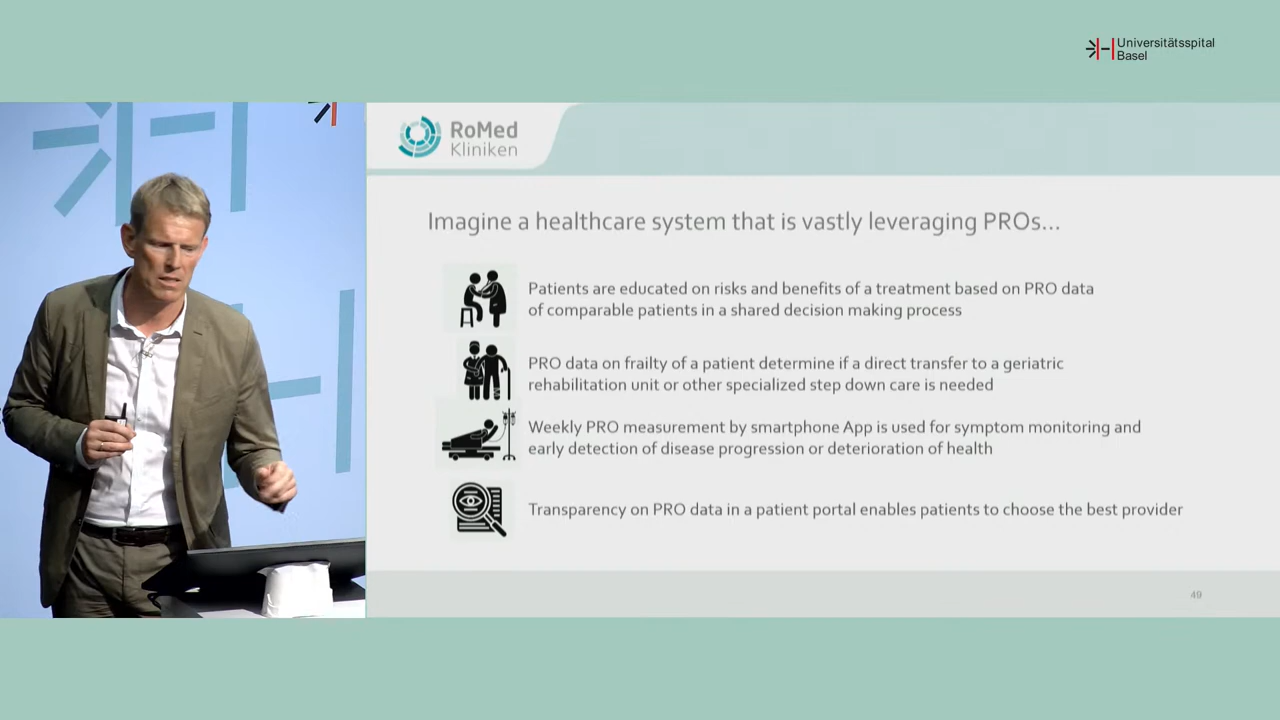 Universitätsspital
Basel
RoMed
Kliniken
Imagine a healthcare system that is vastly leveraging PROs...
Patients are educated on risks and benefits of a treatment based on PRO data
of comparable patients in a shared decision making process
PRO data on frailty of a patient determine if a direct transfer to a geriatric
rehabilitation unit or other specialized step down care is needed
Weekly PRO measurement by smartphone App is used for symptom monitoring and
early detection of disease progression or deterioration of health
Transparency on PRO data in a patient portal enables patients to choose the best provider
49